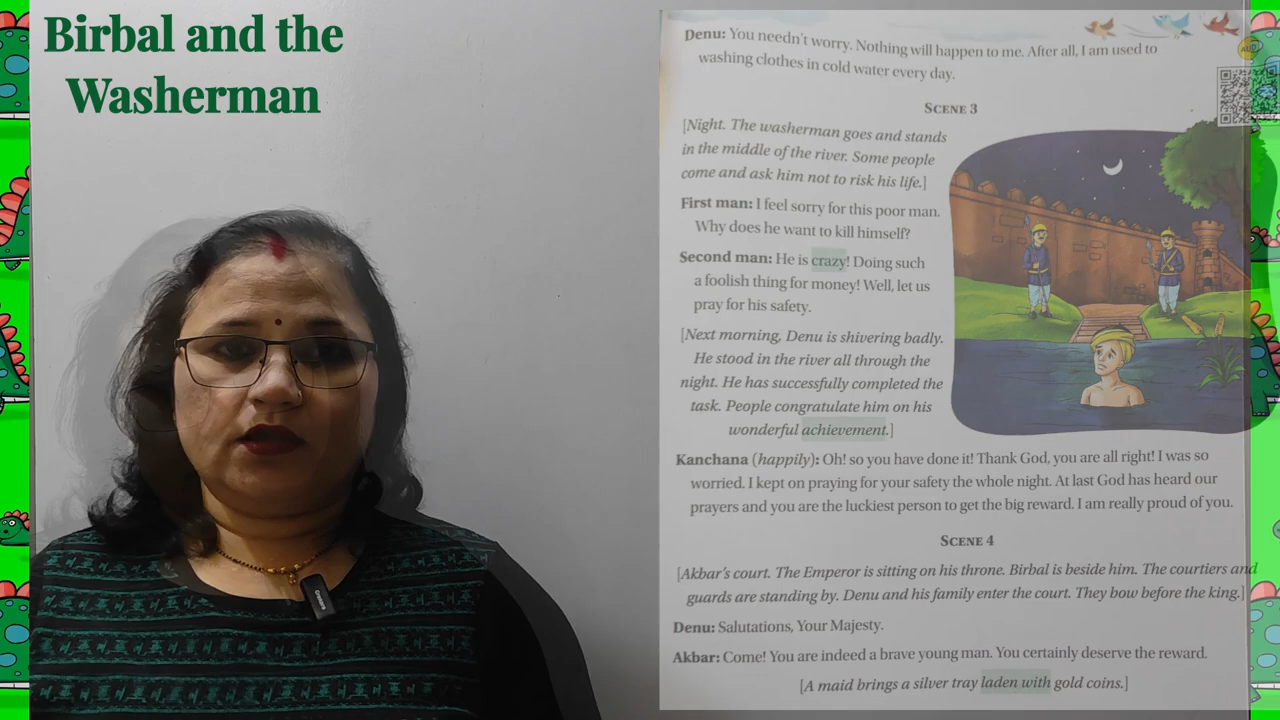 Birbal and the
Washerman
Denu: You needn't worry. Nothing will happen to me. After all, I am used to
washing clothes in cold water every day.
SCENE 3
[Night. The washerman goes and stands
in the middle of the river. Some people
come and ask him not to risk his life.]
First man: I feel sorry for this poor man.
Why does he want to kill himself?
Second man: He is crazy! Doing such
a foolish thing for money! Well, let us
pray for his safety.
[Next morning, Denu is shivering badly.
He stood in the river all through the
night. He has successfully completed the
task. People congratulate him on his
wonderful achievement.]
Kanchana (happily): Oh! so you have done it! Thank God, you are all right! I was so
worried. I kept on praying for your safety the whole night. At last God has heard our
prayers and you are the luckiest person to get the big reward. I am really proud of you.
SCENE 4
[Akbar's court. The Emperor is sitting on his throne. Birbal is beside him. The courtiers and
guards are standing by. Denu and his family enter the court. They bow before the king.]
Denu: Salutations, Your Majesty.
Akbar: Come! You are indeed a brave young man. You certainly deserve the reward.
[A maid brings a silver tray laden with gold coins.]